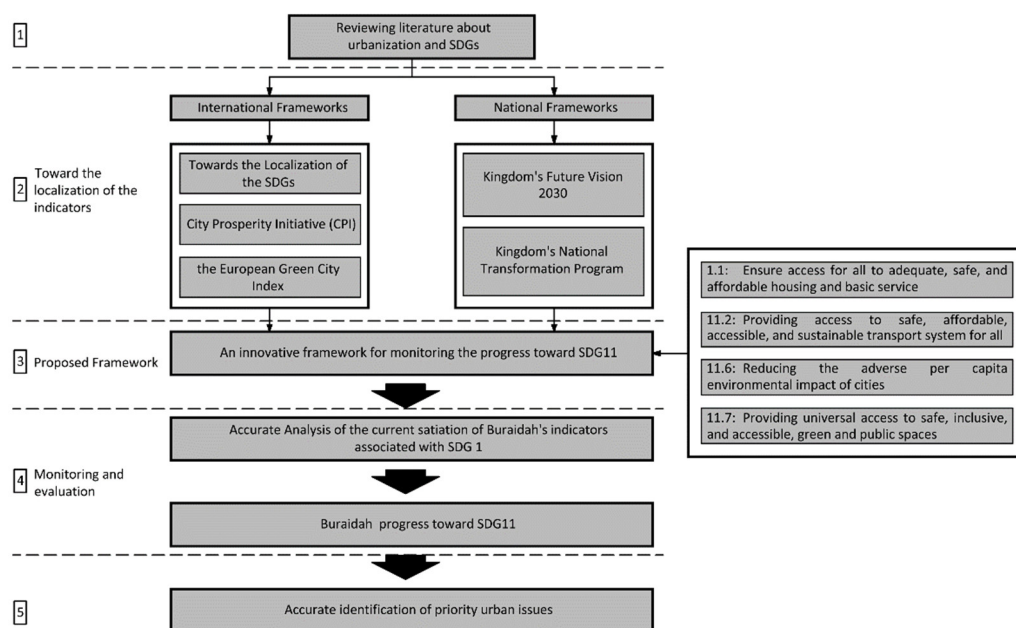 1
Reviewing literature about
urbanization and SDGs
International Frameworks
National Frameworks
2
Toward the
localization of the
indicators
Towards the Localization of
the SDGs
City Prosperity Initiative (CPI)
the European Green City
Index
Kingdom's Future Vision
2030
Kingdom's National
Transformation Program
1.1: Ensure access for all to adequate, safe, and
affordable housing and basic service
11.2: Providing access to safe, affordable,
accessible, and sustainable transport system for all
11.6: Reducing the adverse per capita
environmental impact of cities
11.7: Providing universal access to safe, inclusive,
and accessible, green and public spaces
3
Proposed Framework
An innovative framework for monitoring the progress toward SDG11
4
Monitoring and
evaluation
Accurate Analysis of the current satiation of Buraidah's indicators
associated with SDG 1
Buraidah progress toward SDG11
5
Accurate identification of priority urban issues